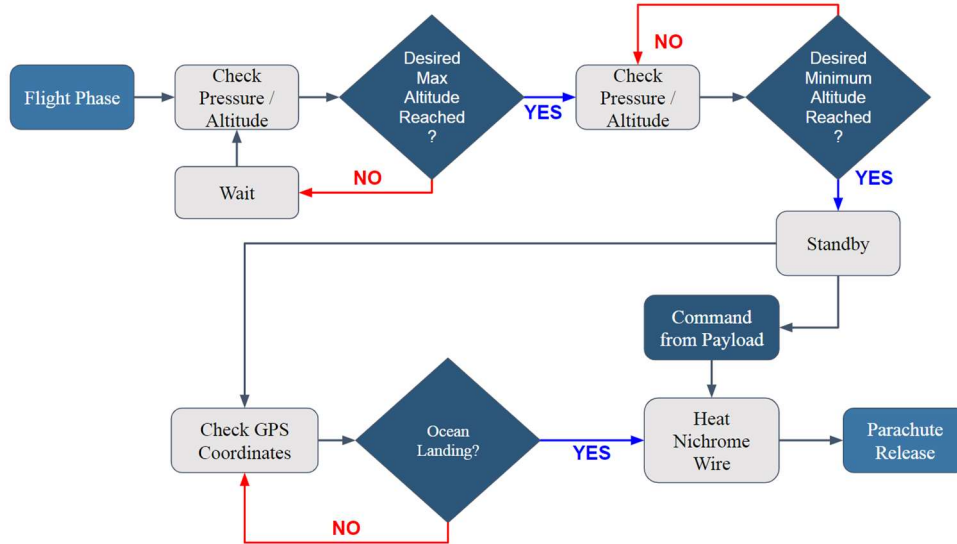 Flight Phase
Check
Pressure /
Altitude
Desired
Max
Altitude
Reached
?
YES
NO
Wait
Check
Pressure /
Altitude
NO
Desired
Minimum
Altitude
Reached
?
YES
Standby
Command
from Payload
Check GPS
Coordinates
Ocean
Landing?
YES
NO
Heat
Nichrome
Wire
Parachute
Release